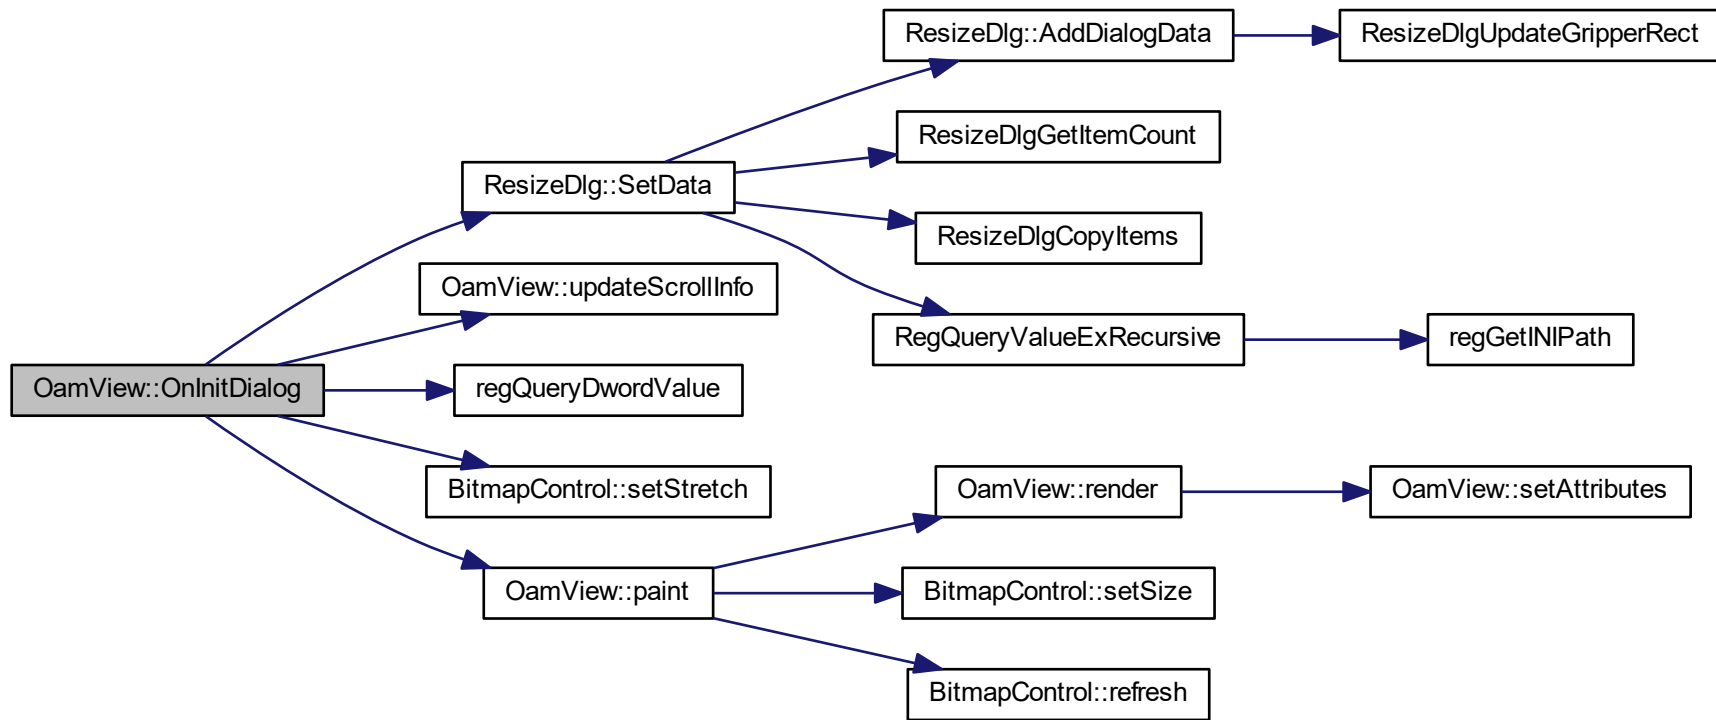 ResizeDlg::AddDialogData
ResizeDlgUpdateGripperRect
ResizeDlgGetItemCount
ResizeDlg::SetData
ResizeDlgCopyItems
OamView::updateScrollInfo
RegQueryValueExRecursive
regGetINIPath
OamView::OnInitDialog
regQueryDwordValue
BitmapControl::setStretch
OamView::render
OamView::setAttributes
OamView::paint
BitmapControl::setSize
BitmapControl::refresh